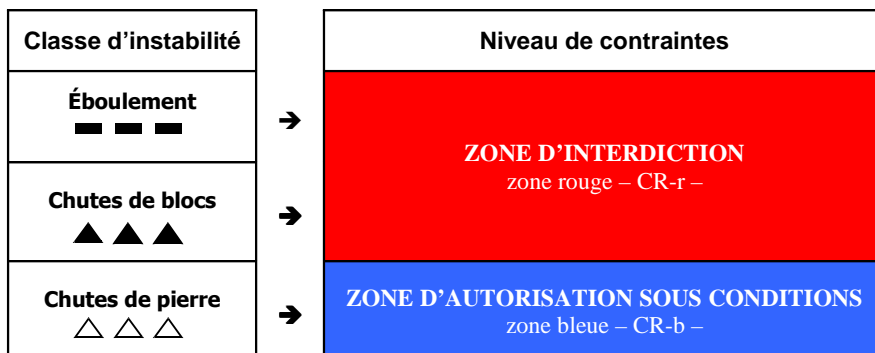 Classe d’instabilité
Niveau de contraintes
Éboulement
ZONE D’INTERDICTION
zone rouge – CR-r –
Chutes de blocs
Chutes de pierre
ZONE D’AUTORISATION SOUS CONDITIONS
zone bleue – CR-b –